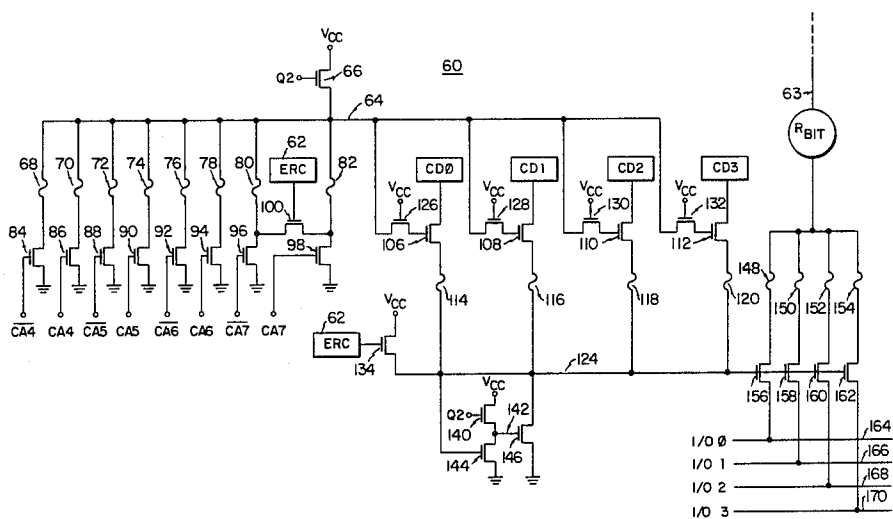 VCC
60
Q2
66
64
63
RBIT
68
70
72
74
76
78
80
62
ERC
82
CDØ
CD1
CD2
CD3
100
VCC
126
VCC
128
VCC
130
VCC
132
84
86
88
90
92
94
96
98
106
108
110
112
148
150
152
154
114
116
118
120
C̅A̅4̅ CA4 C̅A̅5̅ CA5 C̅A̅6̅ CA6 C̅A̅7̅ CA7
VCC
62
ERC
134
124
VCC
156
158
160
162
Q2
140
142
144
146
I/O Ø
164
I/O 1
166
I/O 2
168
I/O 3
170